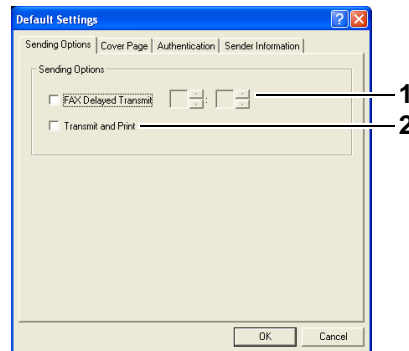 Default Settings
Sending Options Cover Page Authentication Sender Information
Sending Options
FAX Delayed Transmit : 1
Transmit and Print 2
OK Cancel